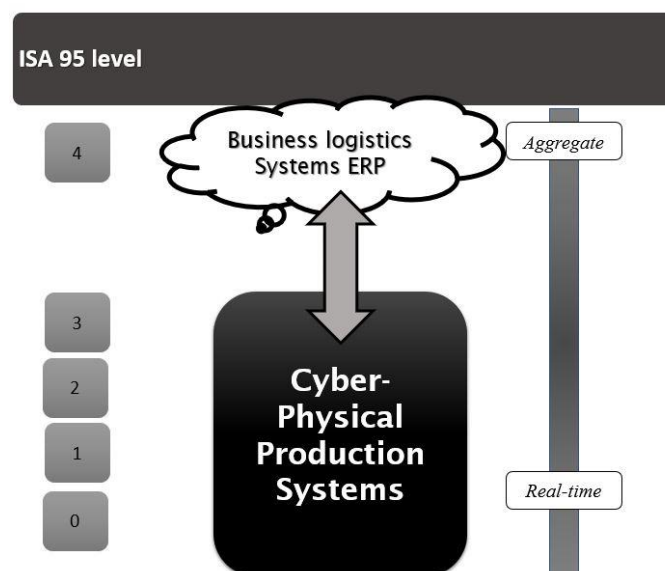 ISA 95 level
4
Business logistics
Systems ERP
Aggregate
3
2
1
0
Cyber-
Physical
Production
Systems
Real-time